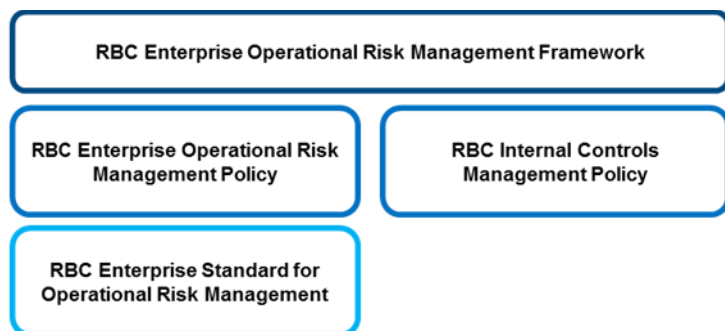 RBC Enterprise Operational Risk Management Framework
RBC Enterprise Operational Risk
Management Policy
RBC Internal Controls
Management Policy
RBC Enterprise Standard for
Operational Risk Management